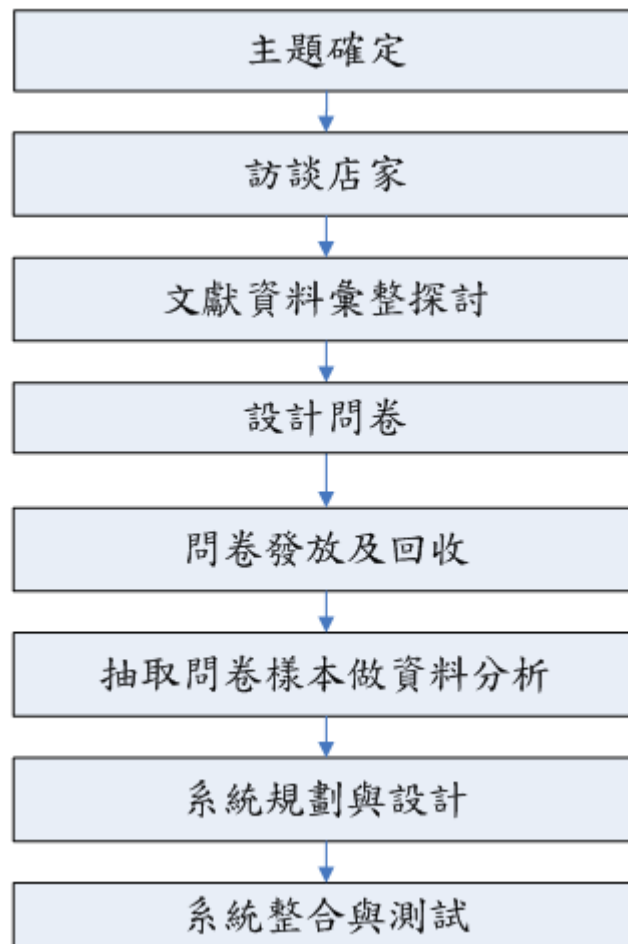 主題確定
訪談店家
文獻資料彙整探討
設計問卷
問卷發放及回收
抽取問卷樣本做資料分析
系統規劃與設計
系統整合與測試